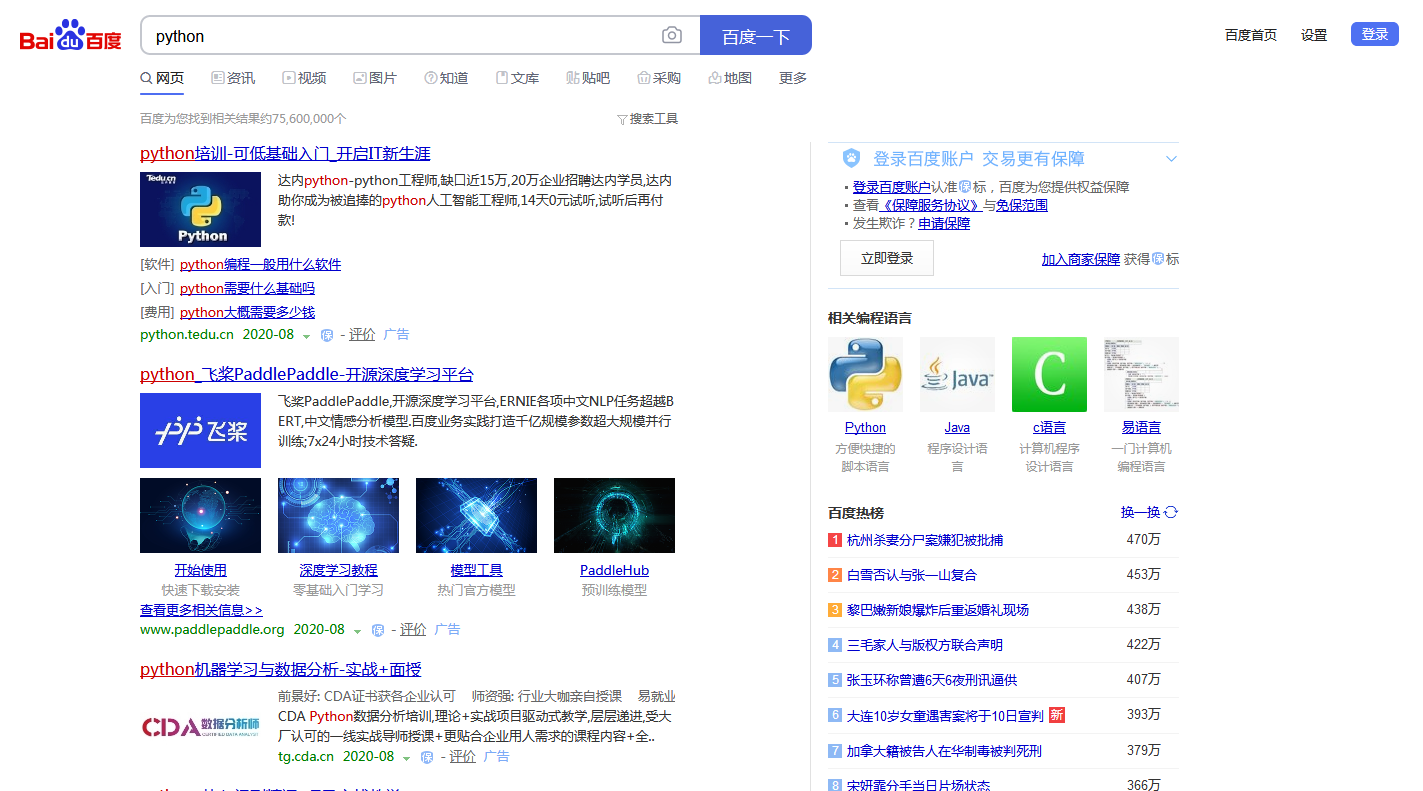 Bai du 百度
python
百度一下
百度首页 设置 登录
网页 资讯 视频 图片 知道 文库 贴吧 采购 地图 更多
百度为您找到相关结果约75,600,000个
搜索工具
python培训-可低基础入门_开启IT新生涯
Tedu.cn
Python
达内python-python工程师,缺口近15万,20万企业招聘达内学员,达内
助你成为被追捧的python人工智能工程师,14天0元试听,试听后再付
款!
[软件] python编程一般用什么软件
[入门] python需要什么基础吗
[费用] python大概需要多少钱
python.tedu.cn 2020-08 保 - 评价 广告
python_飞桨PaddlePaddle-开源深度学习平台
飞桨
飞桨PaddlePaddle,开源深度学习平台,ERNIE各项中文NLP任务超越B
ERT,中文情感分析模型.百度业务实践打造千亿规模参数超大规模并行
训练;7x24小时技术答疑.
开始使用 深度学习教程 模型工具 PaddleHub
快速下载安装 零基础入门学习 热门官方模型 预训练模型
查看更多相关信息>>
www.paddlepaddle.org 2020-08 保 - 评价 广告
python机器学习与数据分析-实战+面授
CDA 数据分析师
CERTIFIED DATA ANALYST
前景好: CDA证书获各企业认可 师资强: 行业大咖亲自授课 易就业
CDA Python数据分析培训,理论+实战项目驱动式教学,层层递进,受大
厂认可的一线实战导师授课+更贴合企业用人需求的课程内容+全..
tg.cda.cn 2020-08 保 - 评价 广告
登录百度账户 交易更有保障
登录百度账户认准保标，百度为您提供权益保障
查看《保障服务协议》与免保范围
发生欺诈？申请保障
立即登录
加入商家保障 获得保标
相关编程语言
Java
C
Python Java c语言 易语言
方便快捷的 程序设计语 计算机程序 一门计算机
脚本语言 言 设计语言 编程语言
百度热榜 换一换
1 杭州杀妻分尸案嫌犯被批捕 470万
2 白雪否认与张一山复合 453万
3 黎巴嫩新娘爆炸后重返婚礼现场 438万
4 三毛家人与版权方联合声明 422万
5 张玉环称曾遭6天6夜刑讯逼供 407万
6 大连10岁女童遇害案将于10日宣判 新 393万
7 加拿大籍被告人在华制毒被判死刑 379万
8 宋妍霏分手当日片场状态 366万